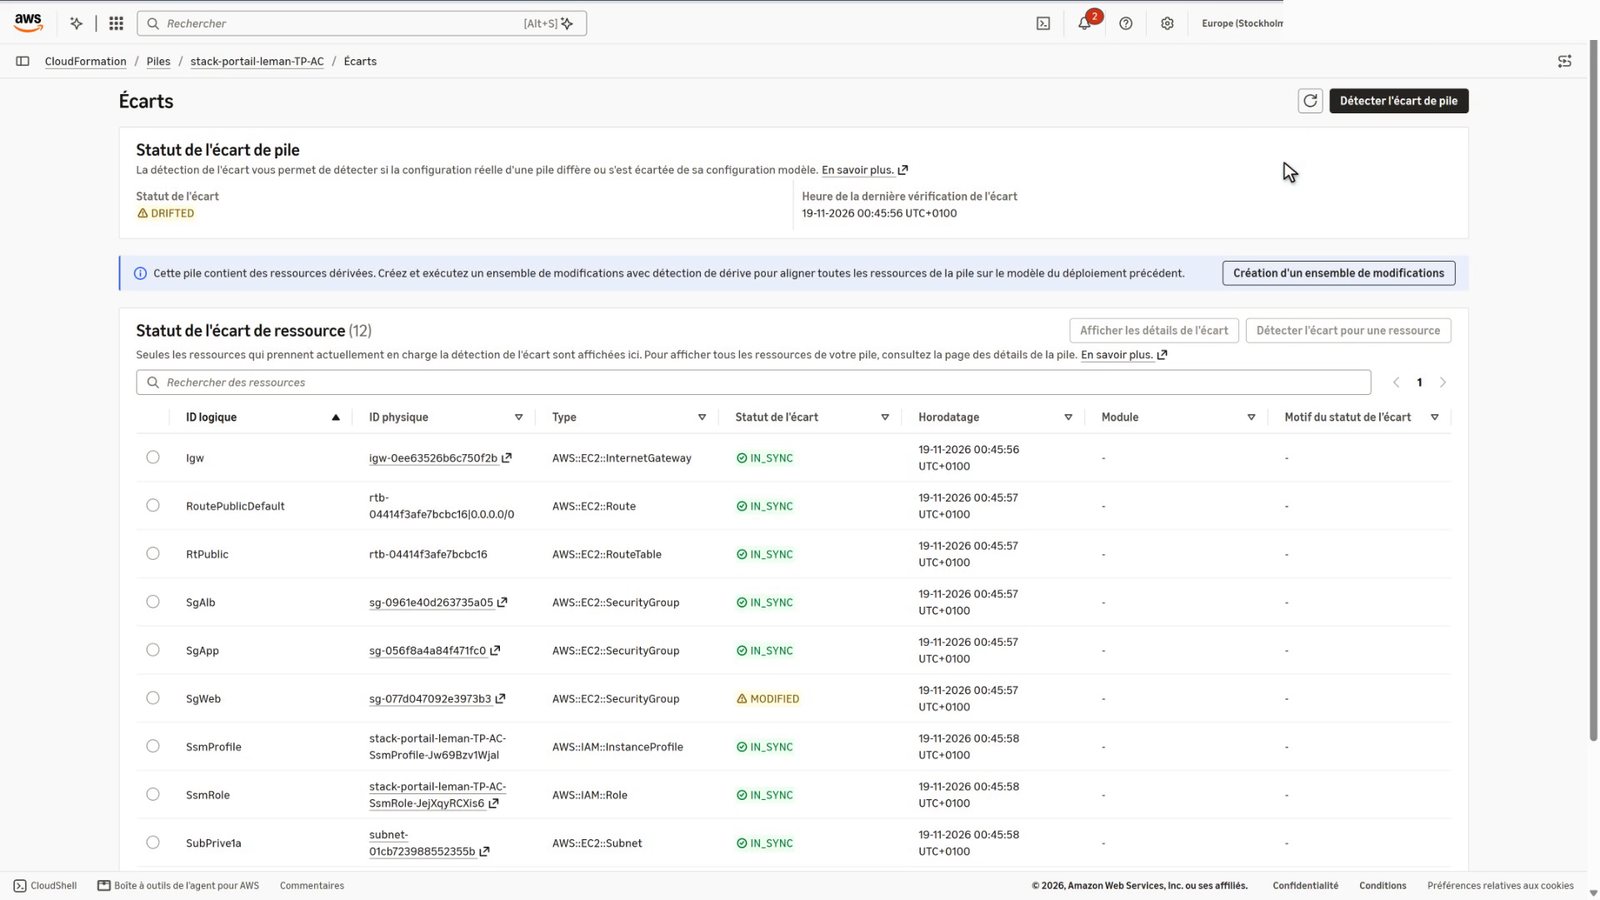 aws
Rechercher [Alt+S]
2
Europe (Stockholm
CloudFormation / Piles / stack-portail-leman-TP-AC / Écarts
Écarts
Détecter l'écart de pile
Statut de l'écart de pile
La détection de l'écart vous permet de détecter si la configuration réelle d'une pile diffère ou s'est écartée de sa configuration modèle. En savoir plus.
Statut de l'écart
DRIFTED
Heure de la dernière vérification de l'écart
19-11-2026 00:45:56 UTC+0100
Cette pile contient des ressources dérivées. Créez et exécutez un ensemble de modifications avec détection de dérive pour aligner toutes les ressources de la pile sur le modèle du déploiement précédent.
Création d'un ensemble de modifications
Statut de l'écart de ressource (12)
Afficher les détails de l'écart
Détecter l'écart pour une ressource
Seules les ressources qui prennent actuellement en charge la détection de l'écart sont affichées ici. Pour afficher tous les ressources de votre pile, consultez la page des détails de la pile. En savoir plus.
Rechercher des ressources
1
ID logique ID physique Type Statut de l'écart Horodatage Module Motif du statut de l'écart
Igw igw-0ee63526b6c750f2b AWS::EC2::InternetGateway IN_SYNC 19-11-2026 00:45:56 - -
UTC+0100
RoutePublicDefault rtb- AWS::EC2::Route IN_SYNC 19-11-2026 00:45:57 - -
04414f3afe7bcbc16|0.0.0.0/0 UTC+0100
RtPublic rtb-04414f3afe7bcbc16 AWS::EC2::RouteTable IN_SYNC 19-11-2026 00:45:57 - -
UTC+0100
SgAlb sg-0961e40d263735a05 AWS::EC2::SecurityGroup IN_SYNC 19-11-2026 00:45:57 - -
UTC+0100
SgApp sg-056f8a4a84f471fc0 AWS::EC2::SecurityGroup IN_SYNC 19-11-2026 00:45:57 - -
UTC+0100
SgWeb sg-077d047092e3973b3 AWS::EC2::SecurityGroup MODIFIED 19-11-2026 00:45:57 - -
UTC+0100
SsmProfile stack-portail-leman-TP-AC- AWS::IAM::InstanceProfile IN_SYNC 19-11-2026 00:45:58 - -
SsmProfile-Jw69Bzv1Wjal UTC+0100
SsmRole stack-portail-leman-TP-AC- AWS::IAM::Role IN_SYNC 19-11-2026 00:45:58 - -
SsmRole-JejXqyRCXis6 UTC+0100
SubPrive1a subnet- AWS::EC2::Subnet IN_SYNC 19-11-2026 00:45:58 - -
01cb723988552355b UTC+0100
CloudShell Boîte à outils de l'agent pour AWS Commentaires © 2026, Amazon Web Services, Inc. ou ses affiliés. Confidentialité Conditions Préférences relatives aux cookies